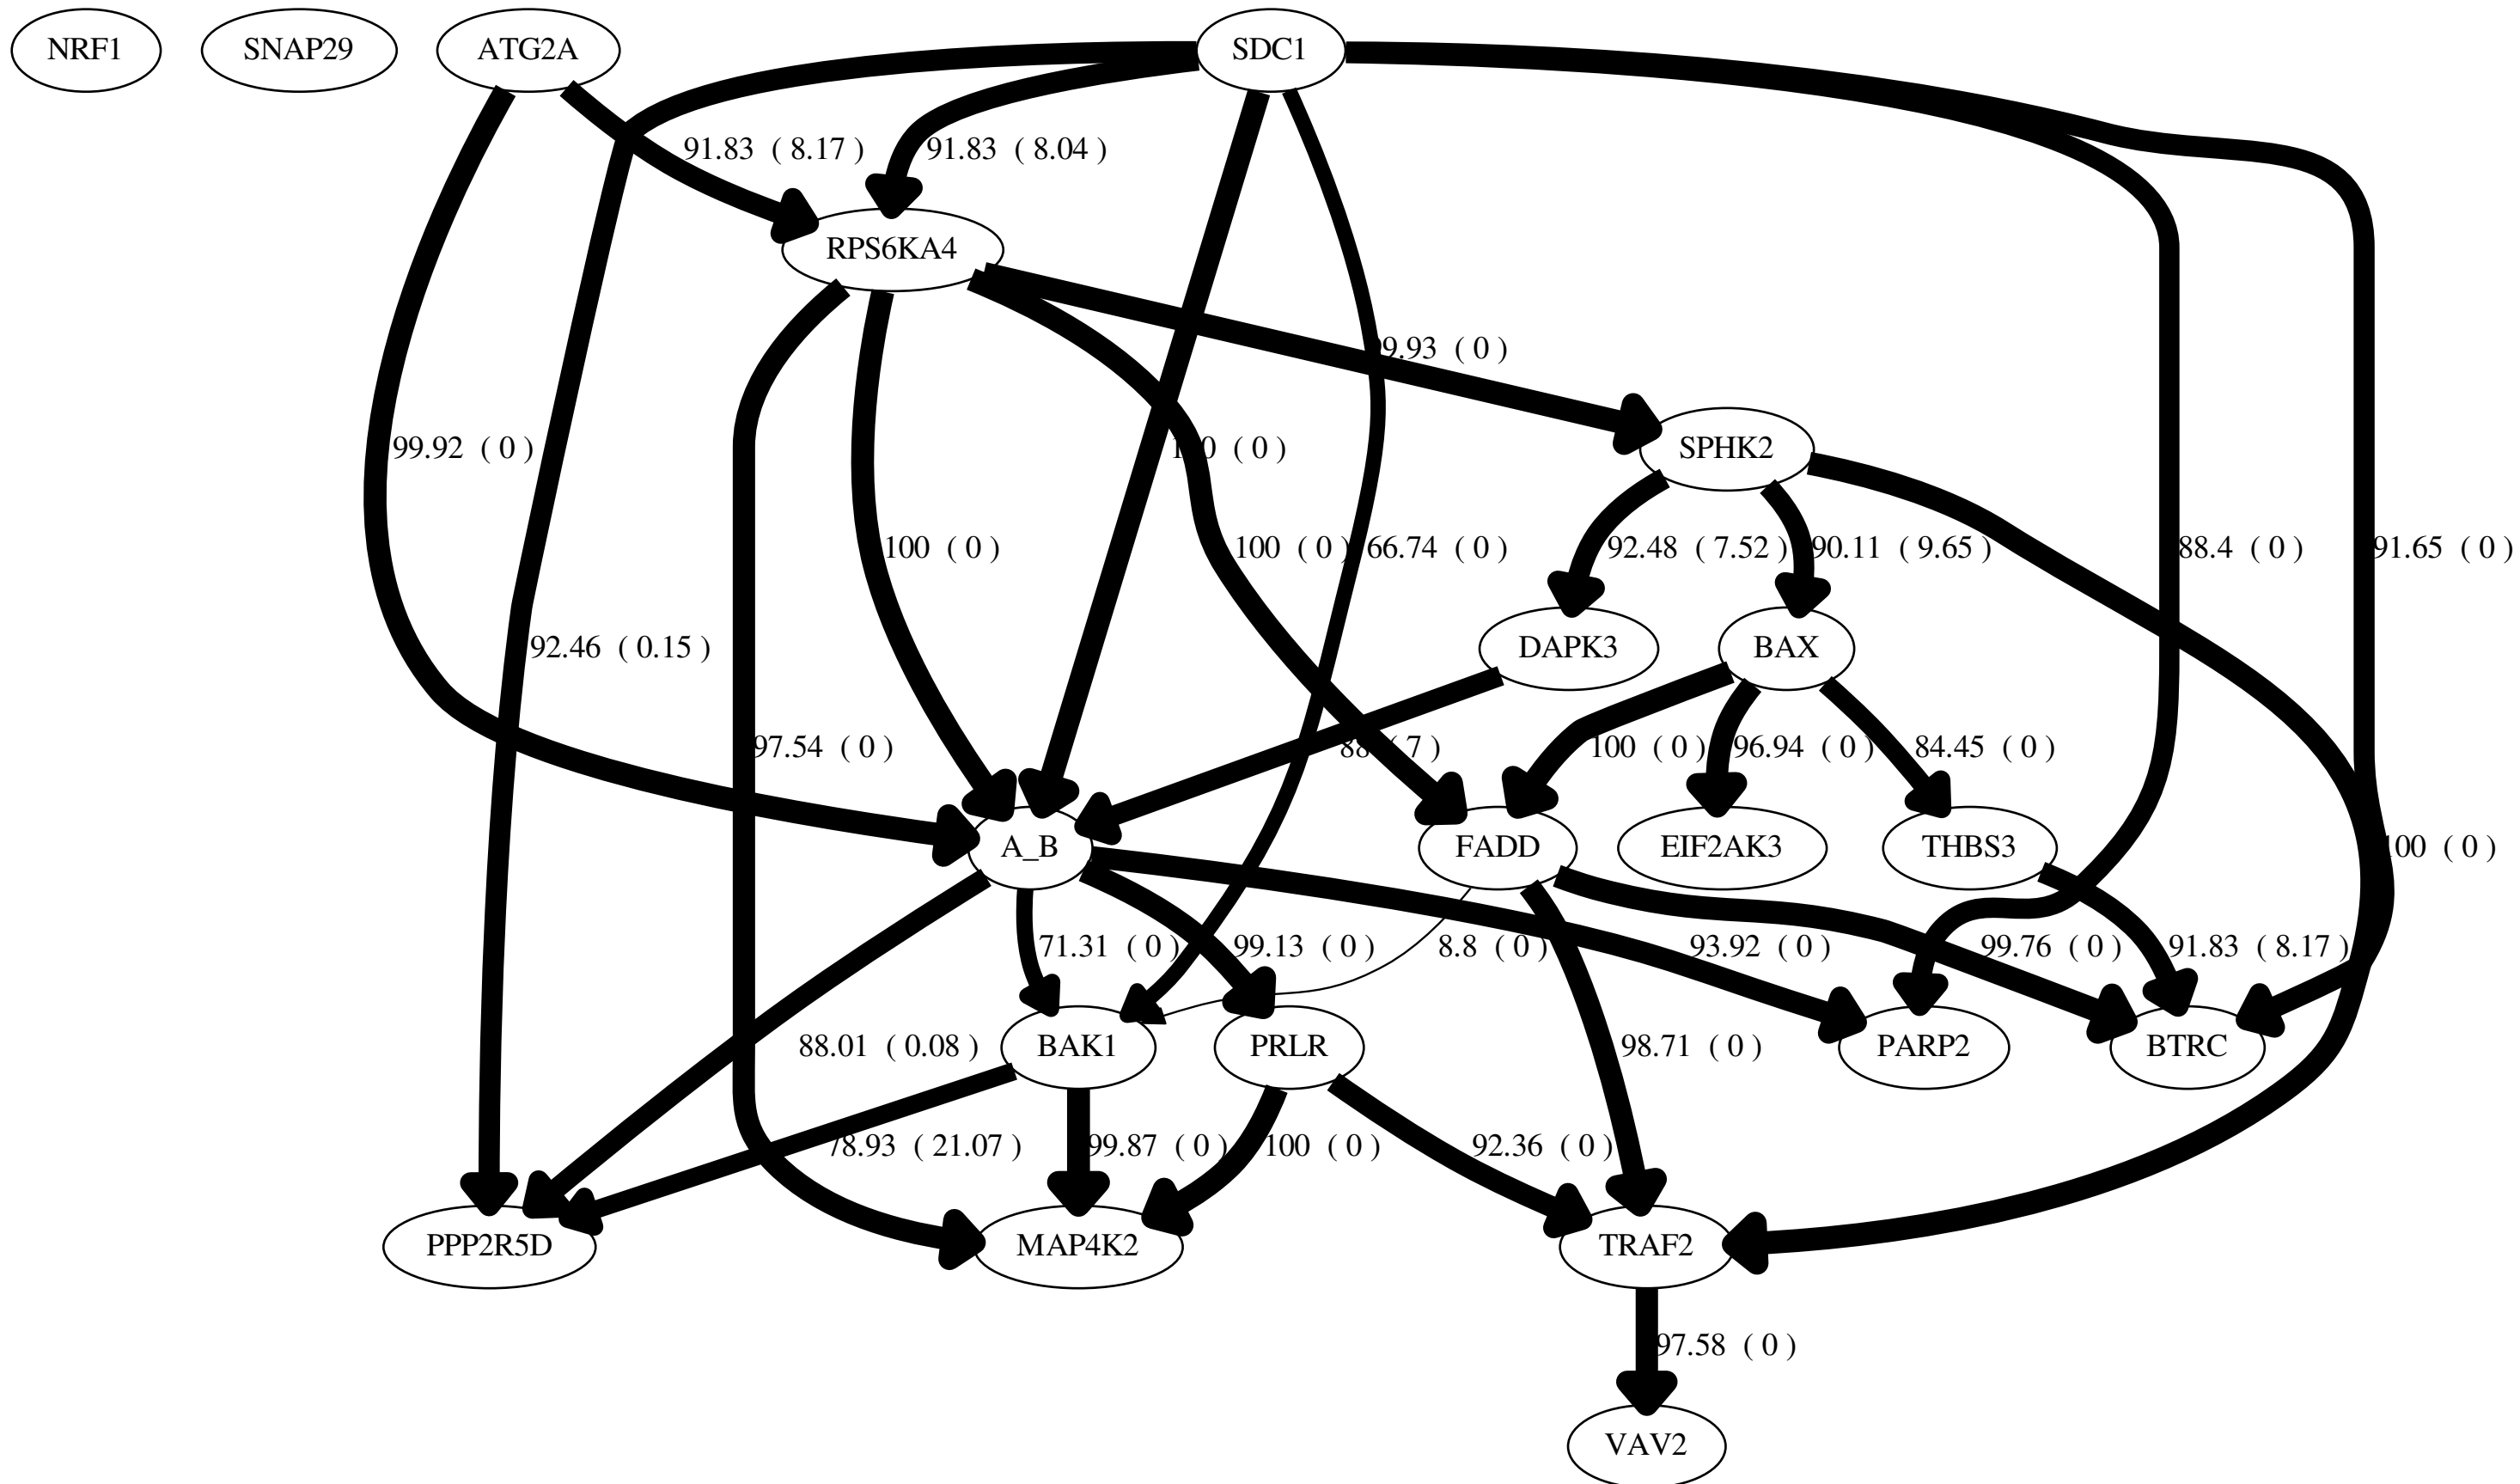 NRF1
SNAP29
ATG2A
SDC1
91.83 ( 8.17 )
91.83 ( 8.04 )
RPS6KA4
( 0 )
99.92 ( 0 )
( 0 )
SPHK2
100 ( 0 )
100 ( 0 )
66.74 ( 0 )
92.48 ( 7.52 )
90.11 ( 9.65 )
88.4 ( 0 )
91.65 ( 0 )
92.46 ( 0.15 )
DAPK3
BAX
97.54 ( 0 )
( 7 )
100 ( 0 )
96.94 ( 0 )
84.45 ( 0 )
A_B
FADD
EIF2AK3
THBS3
100 ( 0 )
71.31 ( 0 )
99.13 ( 0 )
8.8 ( 0 )
93.92 ( 0 )
99.76 ( 0 )
91.83 ( 8.17 )
88.01 ( 0.08 )
BAK1
PRLR
98.71 ( 0 )
PARP2
BTRC
78.93 ( 21.07 )
99.87 ( 0 )
100 ( 0 )
92.36 ( 0 )
PPP2R5D
MAP4K2
TRAF2
97.58 ( 0 )
VAV2